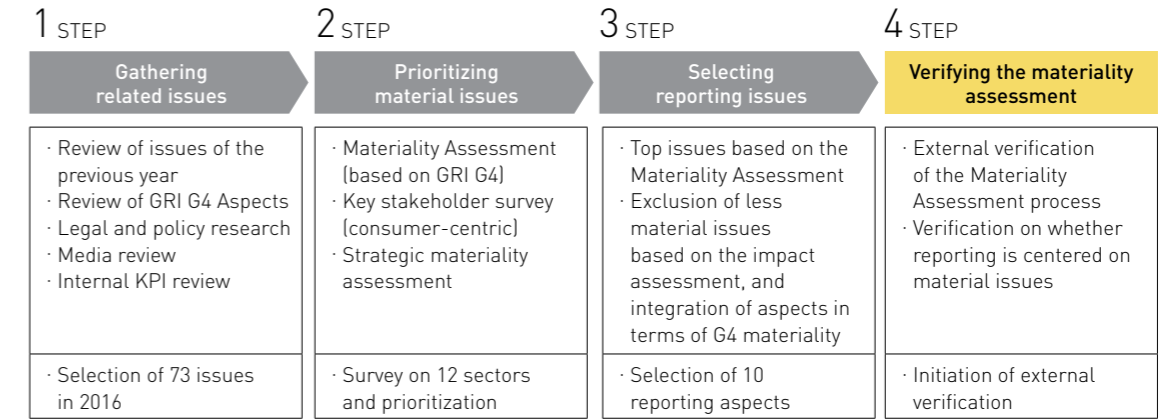 1 STEP
Gathering
related issues
· Review of issues of the
previous year
· Review of GRI G4 Aspects
· Legal and policy research
· Media review
· Internal KPI review
· Selection of 73 issues
in 2016
2 STEP
Prioritizing
material issues
· Materiality Assessment
(based on GRI G4)
· Key stakeholder survey
(consumer-centric)
· Strategic materiality
assessment
· Survey on 12 sectors
and prioritization
3 STEP
Selecting
reporting issues
· Top issues based on the
Materiality Assessment
· Exclusion of less
material issues
based on the impact
assessment, and
integration of aspects in
terms of G4 materiality
· Selection of 10
reporting aspects
4 STEP
Verifying the materiality
assessment
· External verification
of the Materiality
Assessment process
· Verification on whether
reporting is centered on
material issues
· Initiation of external
verification